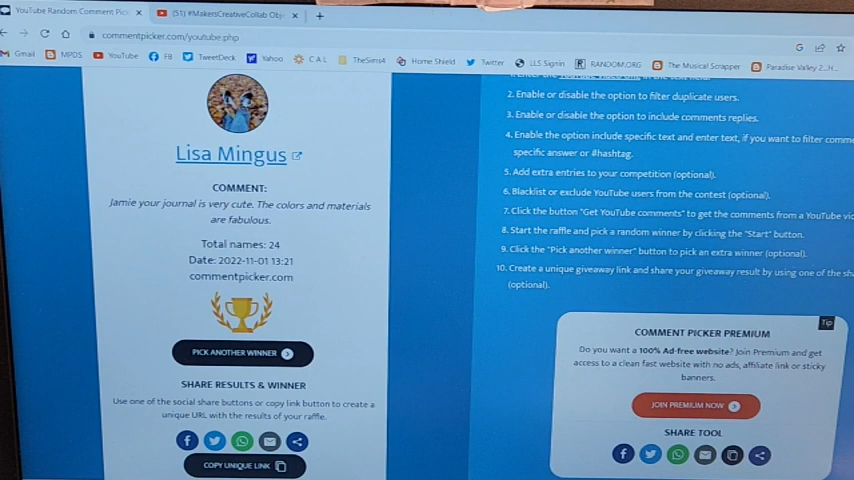 YouTube Random Comment Pic
(51) #MakersCreativeCollab Obj
commentpicker.com/youtube.php
Gmail MPDS YouTube FB TweetDeck Yahoo C A L TheSims4 Home Shield Twitter LLS Signin RANDOM.ORG The Musical Scrapper Paradise Valley 2...H...
Lisa Mingus
COMMENT:
Jamie your journal is very cute. The colors and materials
are fabulous.
Total names: 24
Date: 2022-11-01 13:21
commentpicker.com
PICK ANOTHER WINNER
SHARE RESULTS & WINNER
Use one of the social share buttons or copy link button to create a
unique URL with the results of your raffle.
COPY UNIQUE LINK
2. Enable or disable the option to filter duplicate users.
3. Enable or disable the option to include comments replies.
4. Enable the option include specific text and enter text, if you want to filter comme
specific answer or #hashtag.
5. Add extra entries to your competition (optional).
6. Blacklist or exclude YouTube users from the contest (optional).
7. Click the button "Get YouTube comments" to get the comments from a YouTube vid
8. Start the raffle and pick a random winner by clicking the "Start" button.
9. Click the "Pick another winner" button to pick an extra winner (optional).
10. Create a unique giveaway link and share your giveaway result by using one of the sha
(optional).
Tip
COMMENT PICKER PREMIUM
Do you want a 100% Ad-free website? Join Premium and get
access to a clean fast website with no ads, affiliate link or sticky
banners.
JOIN PREMIUM NOW
SHARE TOOL